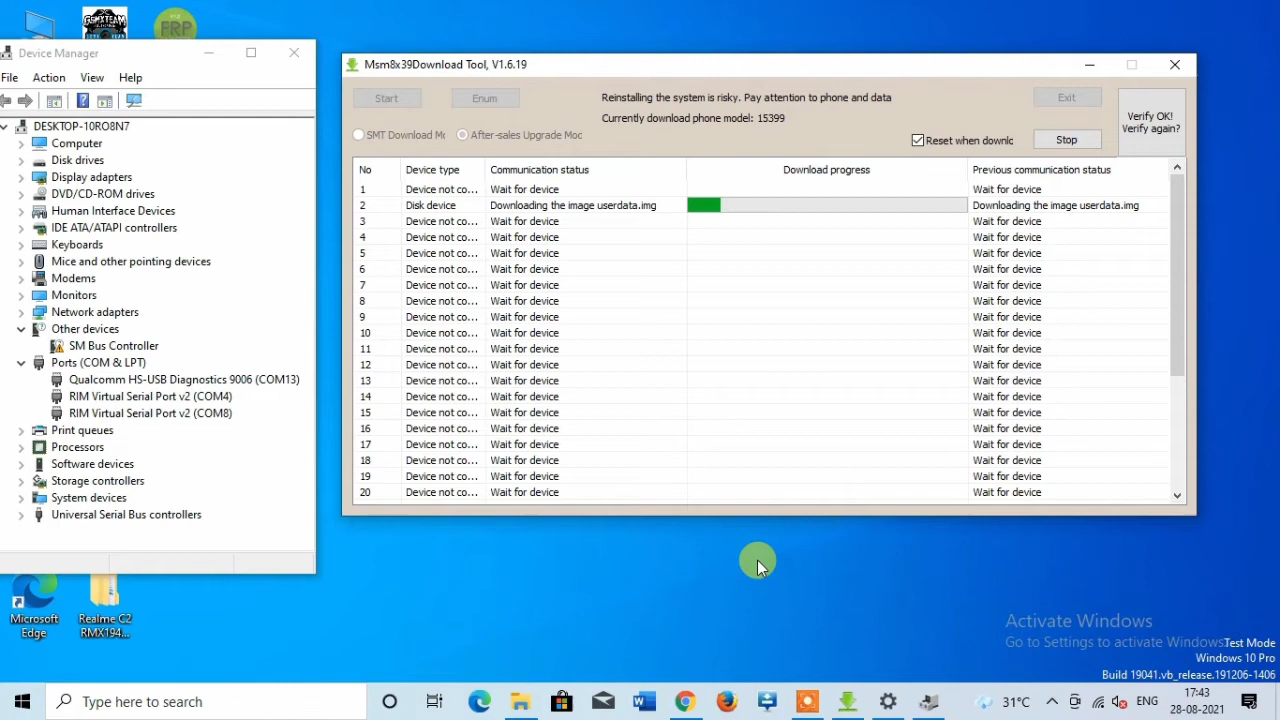 GSMXTEAM
FRP
Device Manager
File Action View Help
DESKTOP-10RO8N7
Computer
Disk drives
Display adapters
DVD/CD-ROM drives
Human Interface Devices
IDE ATA/ATAPI controllers
Keyboards
Mice and other pointing devices
Modems
Monitors
Network adapters
Other devices
SM Bus Controller
Ports (COM & LPT)
Qualcomm HS-USB Diagnostics 9006 (COM13)
RIM Virtual Serial Port v2 (COM4)
RIM Virtual Serial Port v2 (COM8)
Print queues
Processors
Software devices
Storage controllers
System devices
Universal Serial Bus controllers
Msm8x39Download Tool, V1.6.19
Start Enum Reinstalling the system is risky. Pay attention to phone and data Exit
Currently download phone model: 15399
Verify OK!
Verify again?
SMT Download Mc After-sales Upgrade Moc Reset when downlc Stop
No Device type Communication status Download progress Previous communication status
1 Device not co... Wait for device Wait for device
2 Disk device Downloading the image userdata.img Downloading the image userdata.img
3 Device not co... Wait for device Wait for device
4 Device not co... Wait for device Wait for device
5 Device not co... Wait for device Wait for device
6 Device not co... Wait for device Wait for device
7 Device not co... Wait for device Wait for device
8 Device not co... Wait for device Wait for device
9 Device not co... Wait for device Wait for device
10 Device not co... Wait for device Wait for device
11 Device not co... Wait for device Wait for device
12 Device not co... Wait for device Wait for device
13 Device not co... Wait for device Wait for device
14 Device not co... Wait for device Wait for device
15 Device not co... Wait for device Wait for device
16 Device not co... Wait for device Wait for device
17 Device not co... Wait for device Wait for device
18 Device not co... Wait for device Wait for device
19 Device not co... Wait for device Wait for device
20 Device not co... Wait for device Wait for device
Microsoft
Edge
Realme C2
RMX194...
Activate Windows
Go to Settings to activate Windows
Test Mode
Windows 10 Pro
Build 19041.vb_release.191206-1406
Type here to search
31°C ENG
17:43
28-08-2021